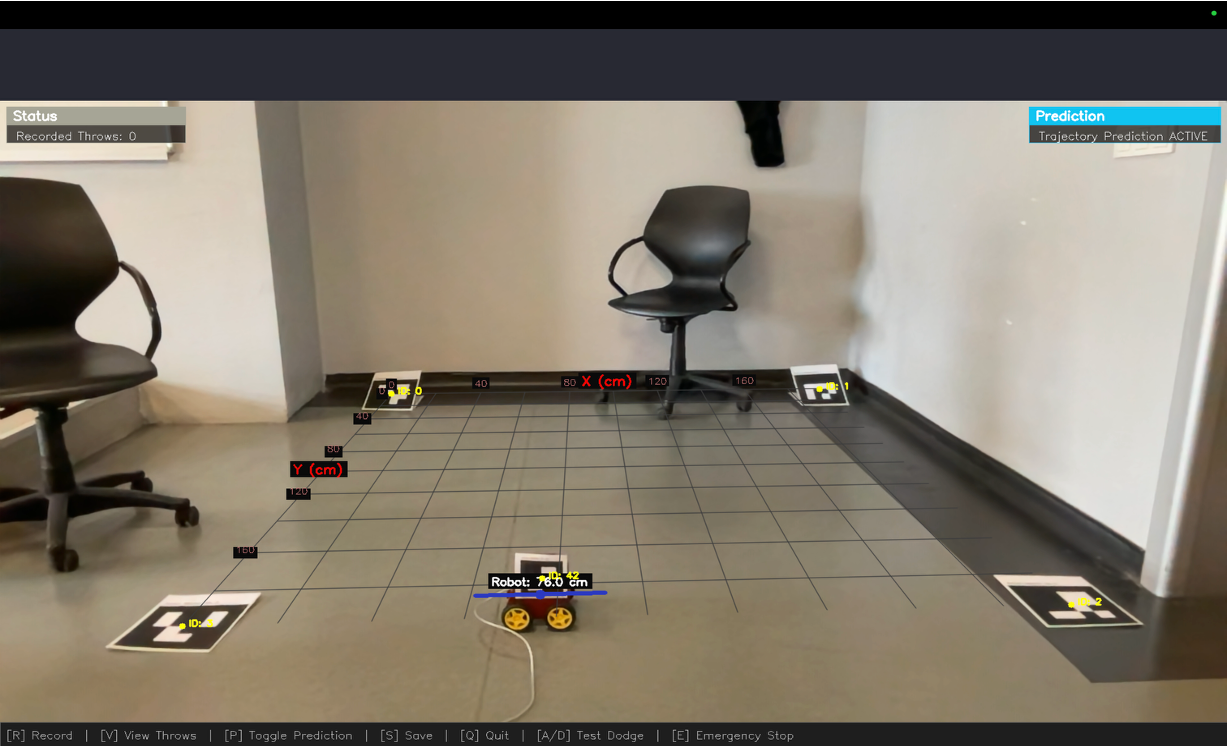 Status
Recorded Throws: 0
Prediction
Trajectory Prediction ACTIVE
0
0
ID: 0
40
80
X (cm)
120
160
ID: 1
40
80
Y (cm)
120
160
ID: 42
Robot: 76.0 cm
ID: 2
[R] Record | [V] View Throws | [P] Toggle Prediction | [S] Save | [Q] Quit | [A/D] Test Dodge | [E] Emergency Stop